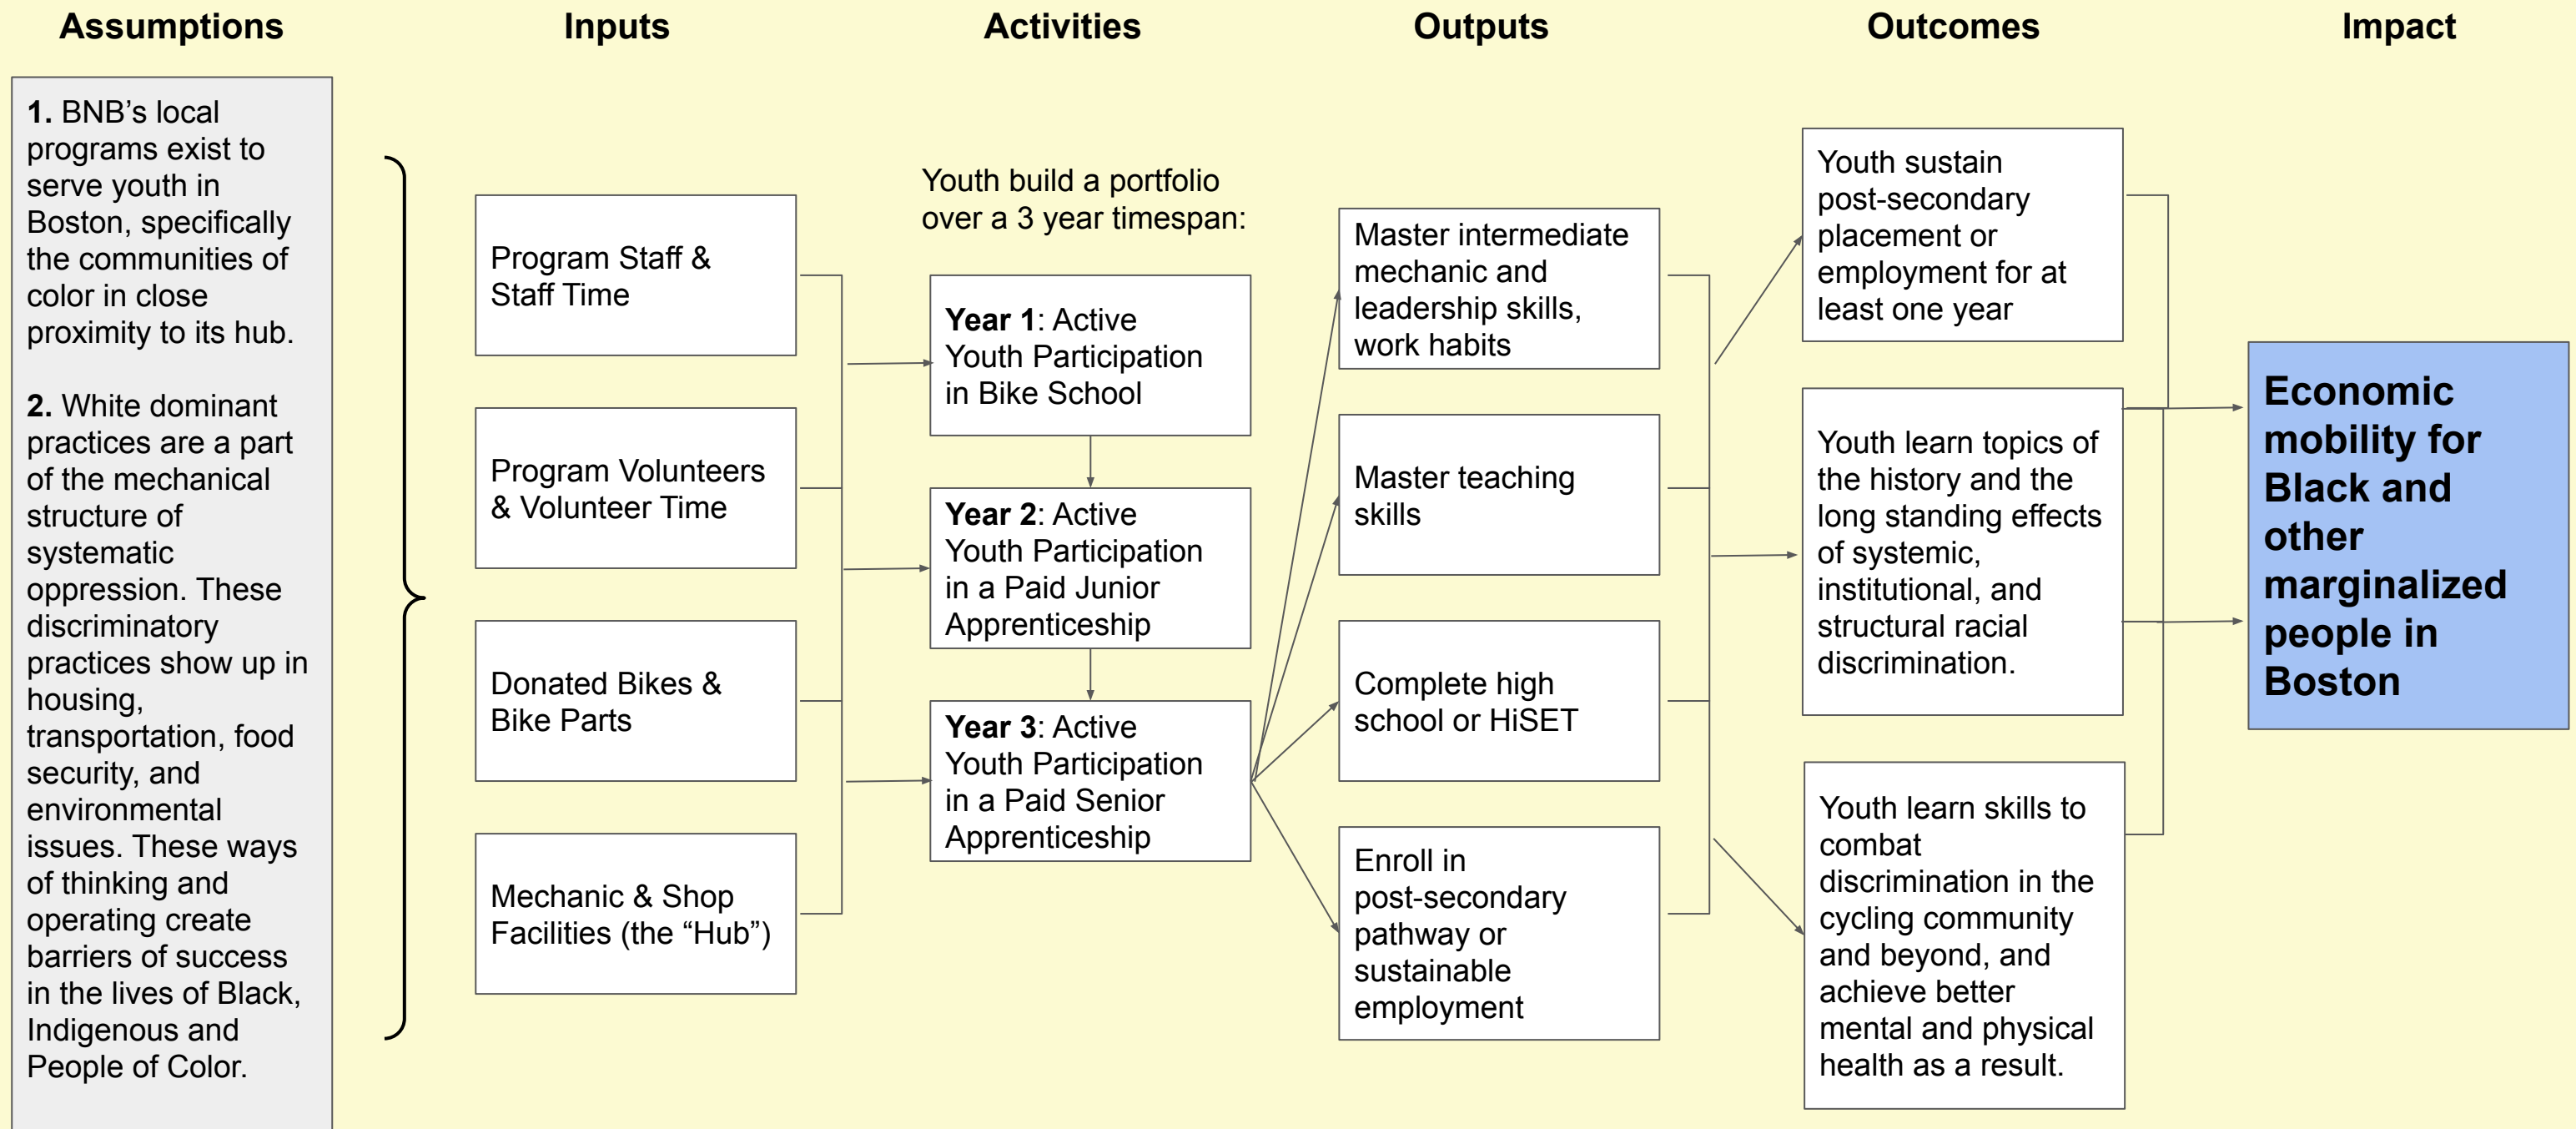 Assumptions
Inputs
Activities
Outputs
Outcomes
Impact
1. BNB’s local
programs exist to
serve youth in
Boston, specifically
the communities of
color in close
proximity to its hub.
2. White dominant
practices are a part
of the mechanical
structure of
systematic
oppression. These
discriminatory
practices show up in
housing,
transportation, food
security, and
environmental
issues. These ways
of thinking and
operating create
barriers of success
in the lives of Black,
Indigenous and
People of Color.
Program Staff &
Staff Time
Program Volunteers
& Volunteer Time
Donated Bikes &
Bike Parts
Mechanic & Shop
Facilities (the “Hub”)
Youth build a portfolio
over a 3 year timespan:
Year 1: Active
Youth Participation
in Bike School
Year 2: Active
Youth Participation
in a Paid Junior
Apprenticeship
Year 3: Active
Youth Participation
in a Paid Senior
Apprenticeship
Master intermediate
mechanic and
leadership skills,
work habits
Master teaching
skills
Complete high
school or HiSET
Enroll in
post-secondary
pathway or
sustainable
employment
Youth sustain
post-secondary
placement or
employment for at
least one year
Youth learn topics of
the history and the
long standing effects
of systemic,
institutional, and
structural racial
discrimination.
Youth learn skills to
combat
discrimination in the
cycling community
and beyond, and
achieve better
mental and physical
health as a result.
Economic
mobility for
Black and
other
marginalized
people in
Boston